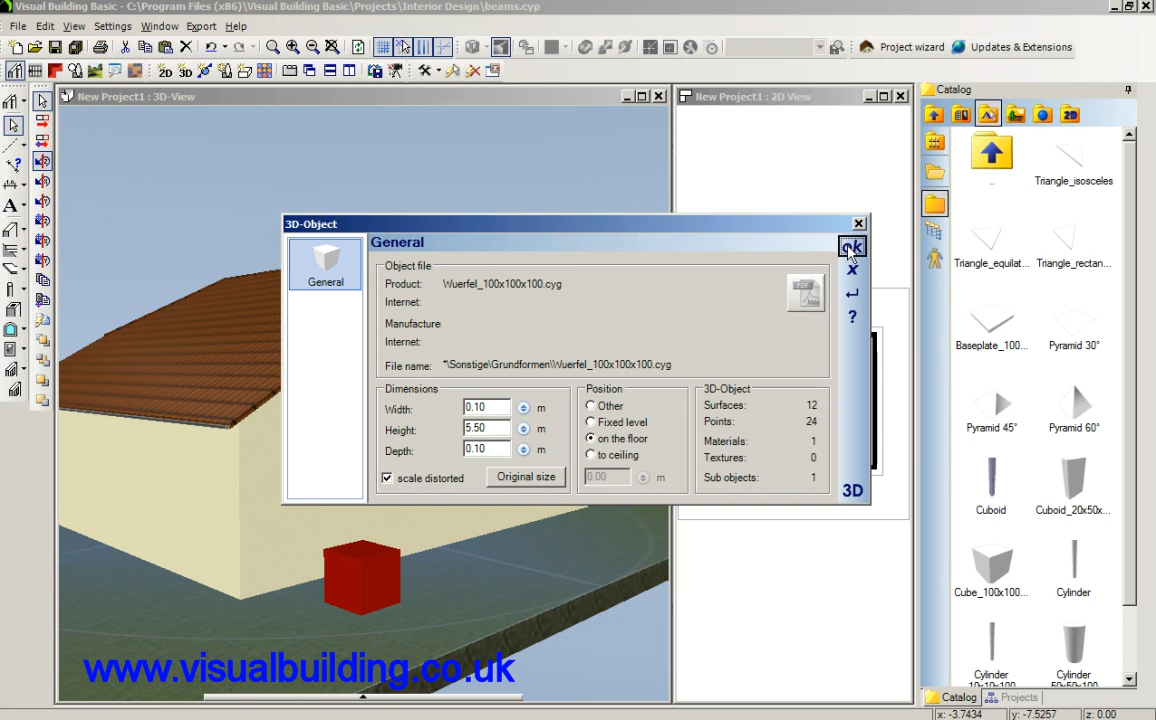 Visual Building Basic - C:\Program Files (x86)\Visual Building Basic\Projects\Interior Design\beams.cyp
File Edit View Settings Window Export Help
Project wizard Updates & Extensions
2D 3D
New Project1 : 3D-View
New Project1 : 2D View
Catalog
2D
3D-Object
General
General
ok
x
?
3D
Object file
Product: Wuerfel_100x100x100.cyg
Internet:
Manufacture
Internet:
File name: *\Sonstige\Grundformen\\Wuerfel_100x100x100.cyg
PDF
Adobe
Dimensions
Width: 0.10 m
Height: 5.50 m
Depth: 0.10 m
scale distorted Original size
Position
Other
Fixed level
on the floor
to ceiling
0.00 m
3D-Object
Surfaces: 12
Points: 24
Materials: 1
Textures: 0
Sub objects: 1
.. Triangle_isosceles
Triangle_equilat... Triangle_rectan...
Baseplate_100... Pyramid 30°
Pyramid 45° Pyramid 60°
Cuboid Cuboid_20x50x...
Cube_100x100... Cylinder
Cylinder Cylinder
Catalog Projects
www.visualbuilding.co.uk
x: -3.7434 y: -7.5257 z: 0.00